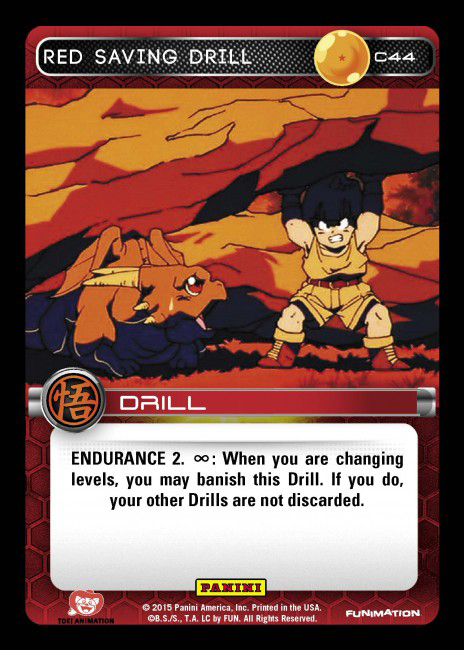 RED SAVING DRILL C44
悟
DRILL
ENDURANCE 2. ∞: When you are changing
levels, you may banish this Drill. If you do,
your other Drills are not discarded.
PANINI
TOEI ANIMATION
© 2015 Panini America, Inc. Printed in the USA.
©B.S./S., T.A. LC by FUN. All Rights Reserved.
FUNIMATION